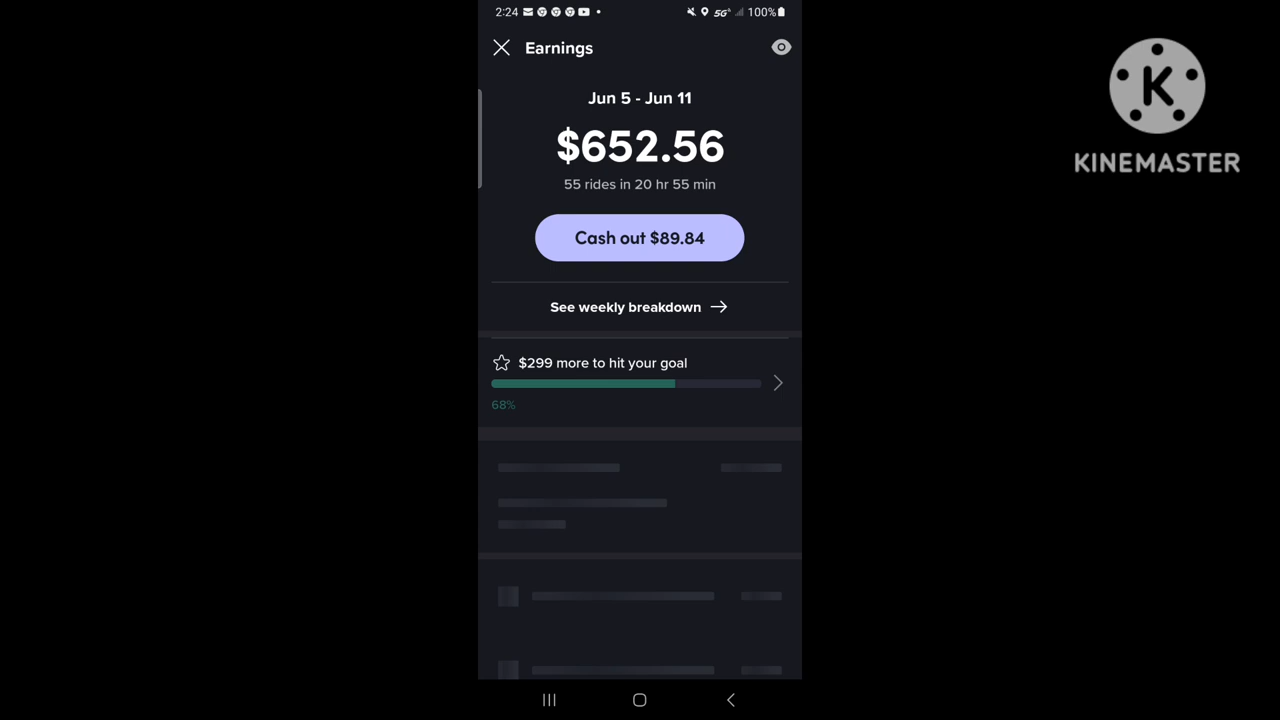 2:24
5G
100%
K
KINEMASTER
Earnings
Jun 5 - Jun 11
$652.56
55 rides in 20 hr 55 min
Cash out $89.84
See weekly breakdown
$299 more to hit your goal
68%